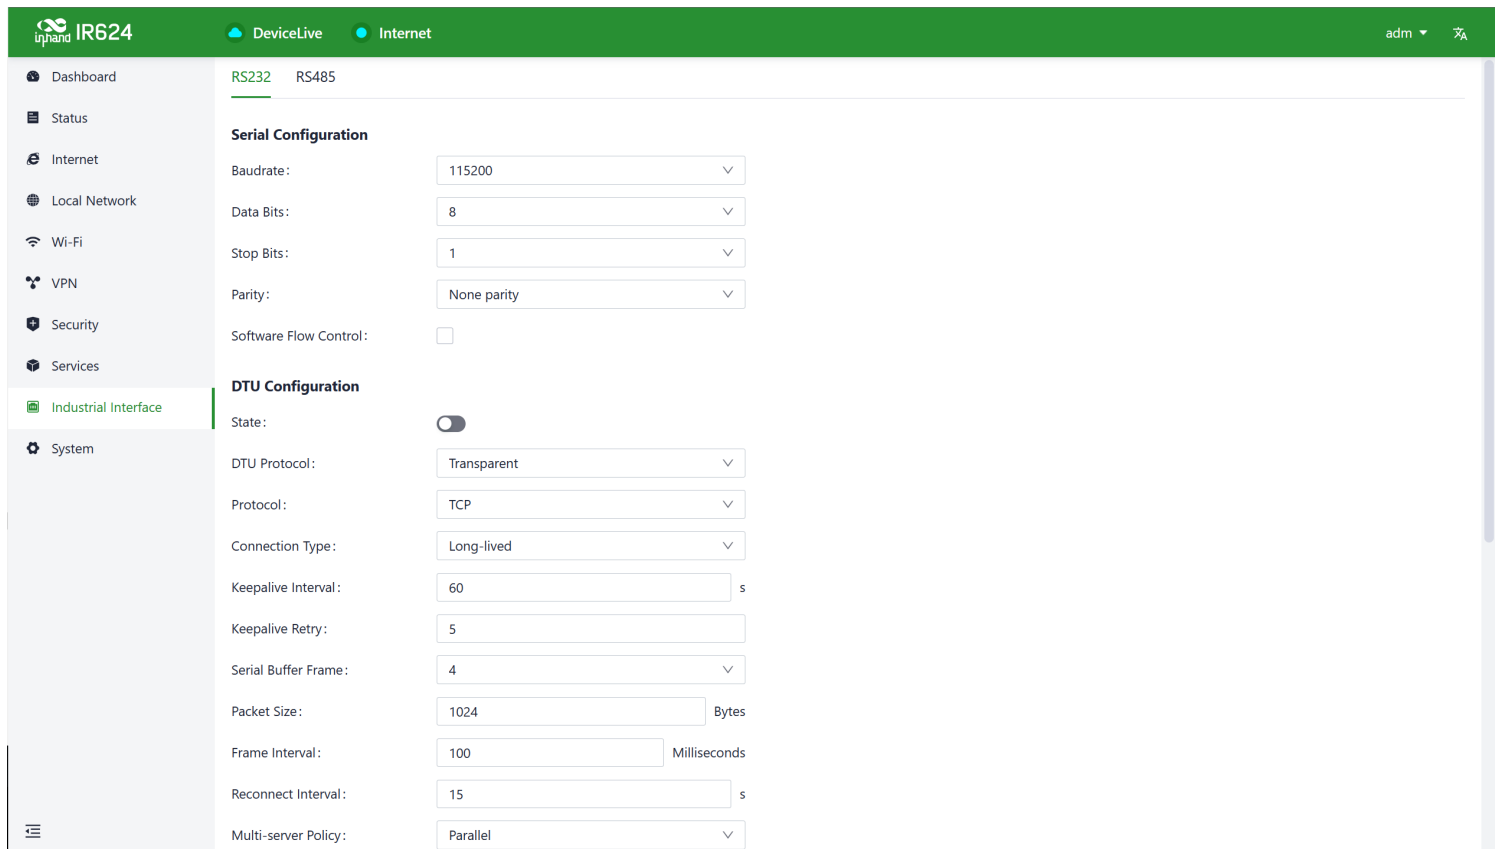 inhand IR624
DeviceLive
Internet
adm
Dashboard
Status
Internet
Local Network
Wi-Fi
VPN
Security
Services
Industrial Interface
System
RS232 RS485
Serial Configuration
Baudrate: 115200
Data Bits: 8
Stop Bits: 1
Parity: None parity
Software Flow Control:
DTU Configuration
State:
DTU Protocol: Transparent
Protocol: TCP
Connection Type: Long-lived
Keepalive Interval: 60 s
Keepalive Retry: 5
Serial Buffer Frame: 4
Packet Size: 1024 Bytes
Frame Interval: 100 Milliseconds
Reconnect Interval: 15 s
Multi-server Policy: Parallel